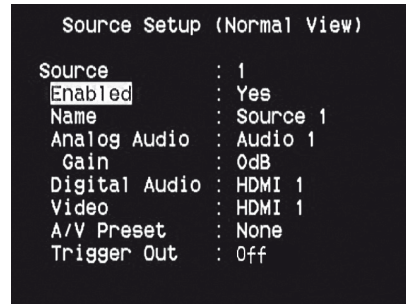 Source Setup (Normal View)
Source : 1
Enabled : Yes
Name : Source 1
Analog Audio : Audio 1
Gain : 0dB
Digital Audio : HDMI 1
Video : HDMI 1
A/V Preset : None
Trigger Out : Off